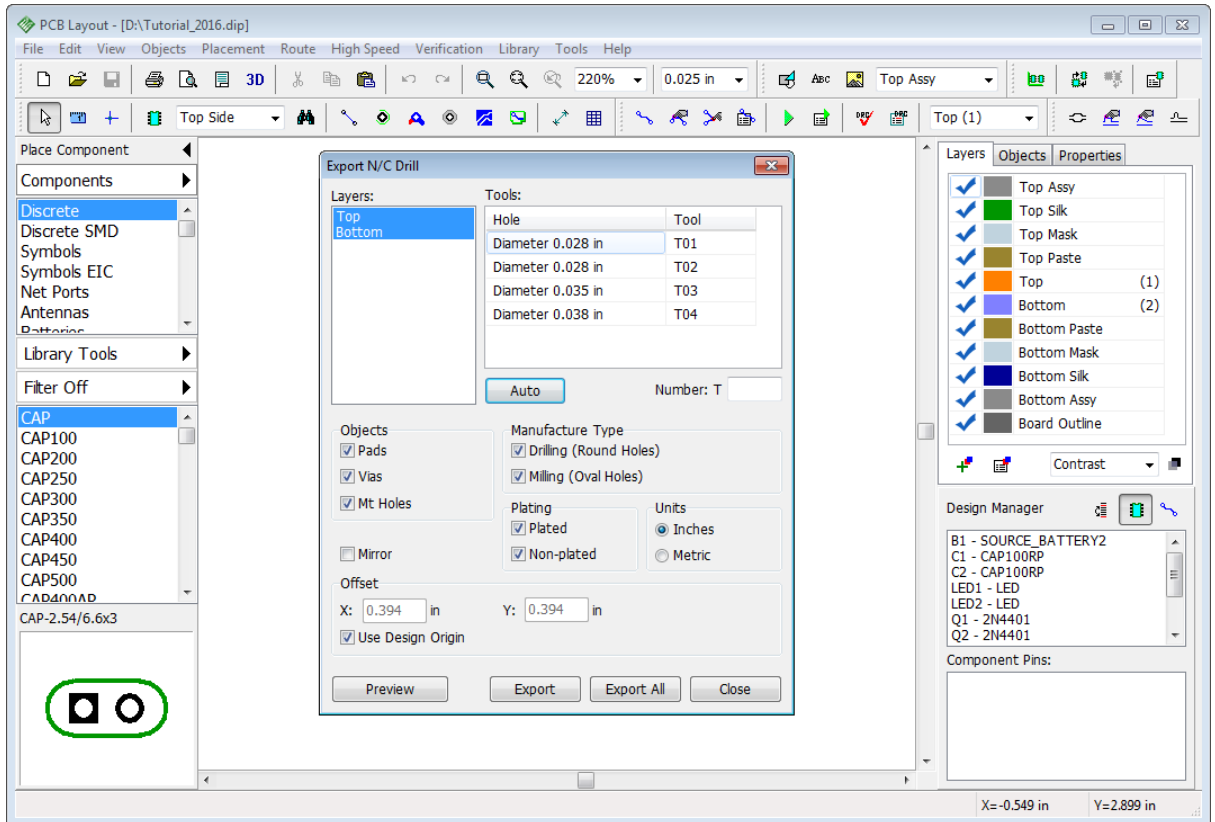 PCB Layout - [D:\Tutorial_2016.dip]
File Edit View Objects Placement Route High Speed Verification Library Tools Help
3D 220% 0.025 in ABC Top Assy
Top Side DRC DRC Top (1)
Place Component
Components
Discrete
Discrete SMD
Symbols
Symbols EIC
Net Ports
Antennas
Batteries
Library Tools
Filter Off
CAP
CAP100
CAP200
CAP250
CAP300
CAP350
CAP400
CAP450
CAP500
CAP400AP
CAP-2.54/6.6x3
Export N/C Drill
Layers:
Top
Bottom
Tools:
Hole Tool
Diameter 0.028 in T01
Diameter 0.028 in T02
Diameter 0.035 in T03
Diameter 0.038 in T04
Auto Number: T
Objects
Pads
Vias
Mt Holes
Mirror
Manufacture Type
Drilling (Round Holes)
Milling (Oval Holes)
Plating
Plated
Non-plated
Units
Inches
Metric
Offset
X: 0.394 in Y: 0.394 in
Use Design Origin
Preview Export Export All Close
Layers Objects Properties
Top Assy
Top Silk
Top Mask
Top Paste
Top (1)
Bottom (2)
Bottom Paste
Bottom Mask
Bottom Silk
Bottom Assy
Board Outline
Contrast
Design Manager
B1 - SOURCE_BATTERY2
C1 - CAP100RP
C2 - CAP100RP
LED1 - LED
LED2 - LED
Q1 - 2N4401
Q2 - 2N4401
Component Pins:
X=-0.549 in Y=2.899 in